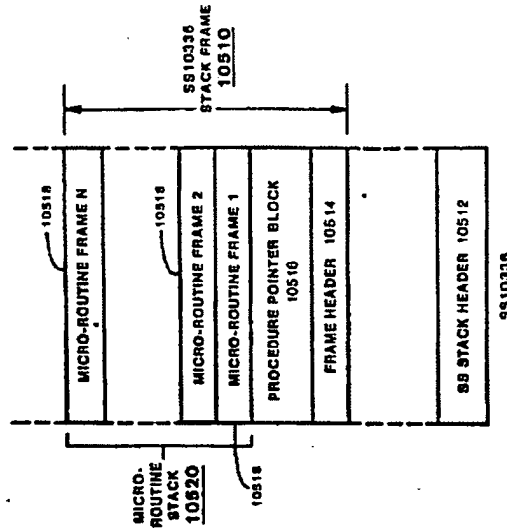 10518
MICRO-ROUTINE FRAME N
SS10336
STACK FRAME
10510
10518
MICRO-ROUTINE FRAME 2
MICRO-ROUTINE FRAME 1
MICRO-
ROUTINE
STACK
10520
10518
PROCEDURE POINTER BLOCK
10516
FRAME HEADER 10514
SS STACK HEADER 10512
SS10336